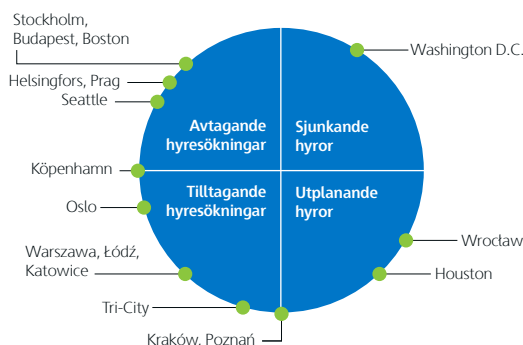 Stockholm,
Budapest, Boston
Helsingfors, Prag
Seattle
Köpenhamn
Oslo
Warszawa, Łódź,
Katowice
Tri-City
Kraków, Poznań
Washington D.C.
Wrocław
Houston
Avtagande
hyresökningar
Sjunkande
hyror
Tilltagande
hyresökningar
Utplanande
hyror